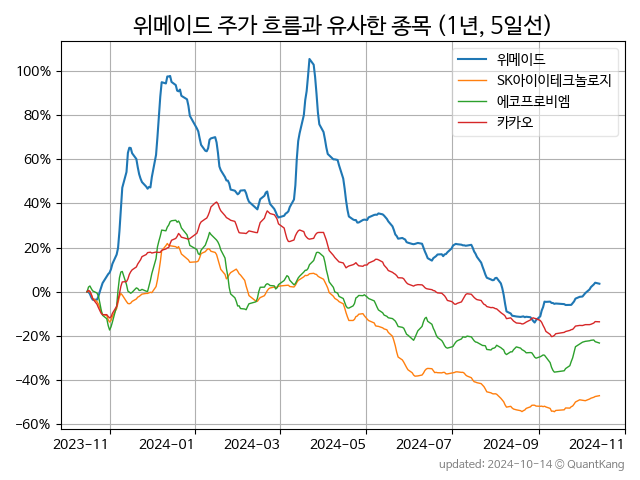 위메이드 주가 흐름과 유사한 종목 (1년, 5일선)
위메이드
SK아이이테크놀로지
에코프로비엠
카카오
100%
80%
60%
40%
20%
0%
−20%
−40%
−60%
2023-11 2024-01 2024-03 2024-05 2024-07 2024-09 2024-11
updated: 2024-10-14 © QuantKang